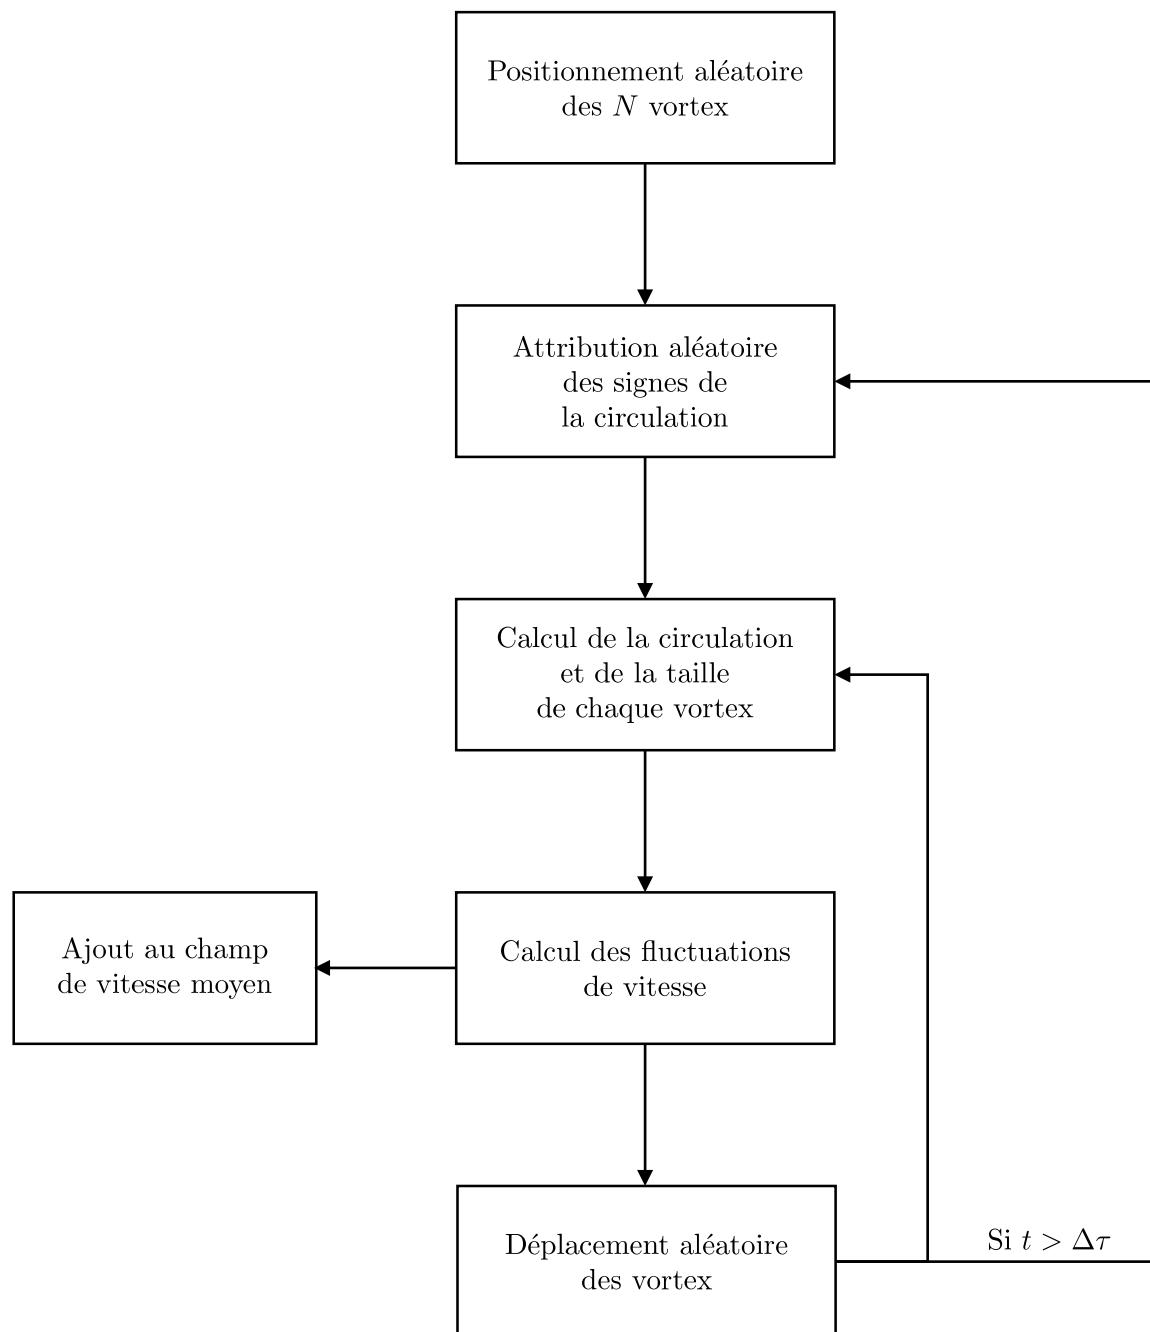 Positionnement aléatoire
des N vortex
Attribution aléatoire
des signes de
la circulation
Calcul de la circulation
et de la taille
de chaque vortex
Ajout au champ
de vitesse moyen
Calcul des fluctuations
de vitesse
Déplacement aléatoire
des vortex
Si t > Δτ